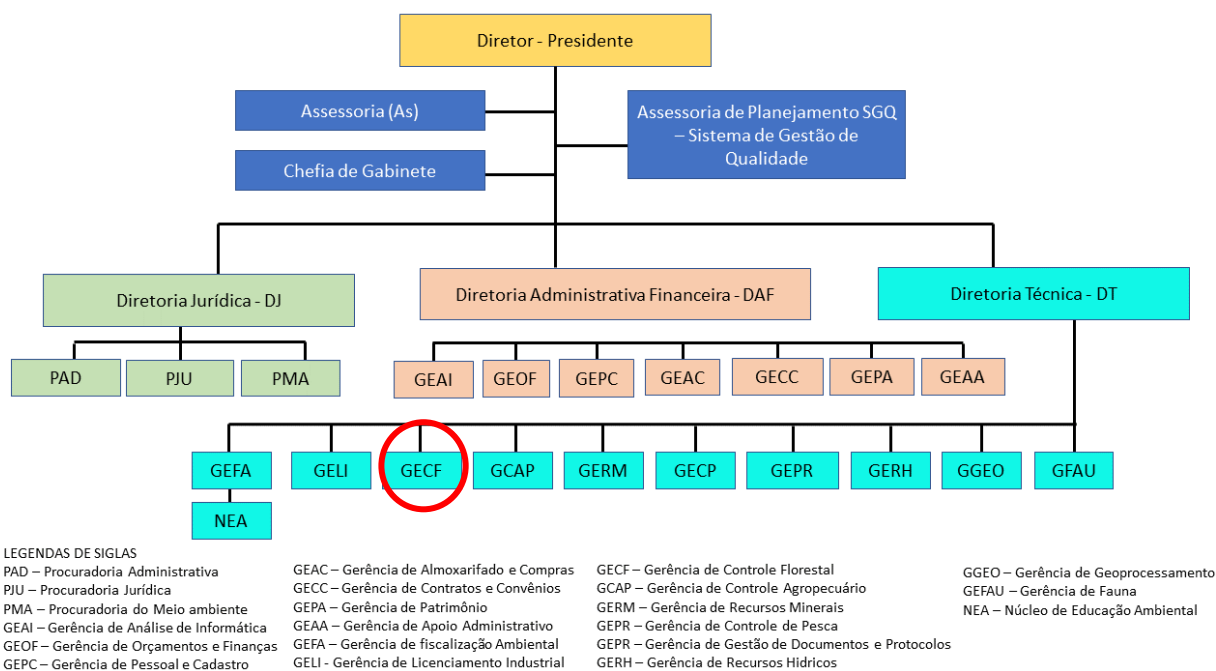 Diretor - Presidente
Assessoria (As)
Assessoria de Planejamento SGQ
– Sistema de Gestão de
Qualidade
Chefia de Gabinete
Diretoria Jurídica - DJ
Diretoria Administrativa Financeira - DAF
Diretoria Técnica - DT
PAD
PJU
PMA
GEAI
GEOF
GEPC
GEAC
GECC
GEPA
GEAA
GEFA
GELI
GECF
GCAP
GERM
GECP
GEPR
GERH
GGEO
GFAU
NEA
LEGENDAS DE SIGLAS
PAD – Procuradoria Administrativa
PJU – Procuradoria Jurídica
PMA – Procuradoria do Meio ambiente
GEAI – Gerência de Análise de Informática
GEOF – Gerência de Orçamentos e Finanças
GEPC – Gerência de Pessoal e Cadastro
GEAC – Gerência de Almoxarifado e Compras
GECC – Gerência de Contratos e Convênios
GEPA – Gerência de Patrimônio
GEAA – Gerência de Apoio Administrativo
GEFA – Gerência de fiscalização Ambiental
GELI - Gerência de Licenciamento Industrial
GECF – Gerência de Controle Florestal
GCAP – Gerência de Controle Agropecuário
GERM – Gerência de Recursos Minerais
GEPR – Gerência de Controle de Pesca
GEPR – Gerência de Gestão de Documentos e Protocolos
GERH – Gerência de Recursos Hidricos
GGEO – Gerência de Geoprocessamento
GEFAU – Gerência de Fauna
NEA – Núcleo de Educação Ambiental